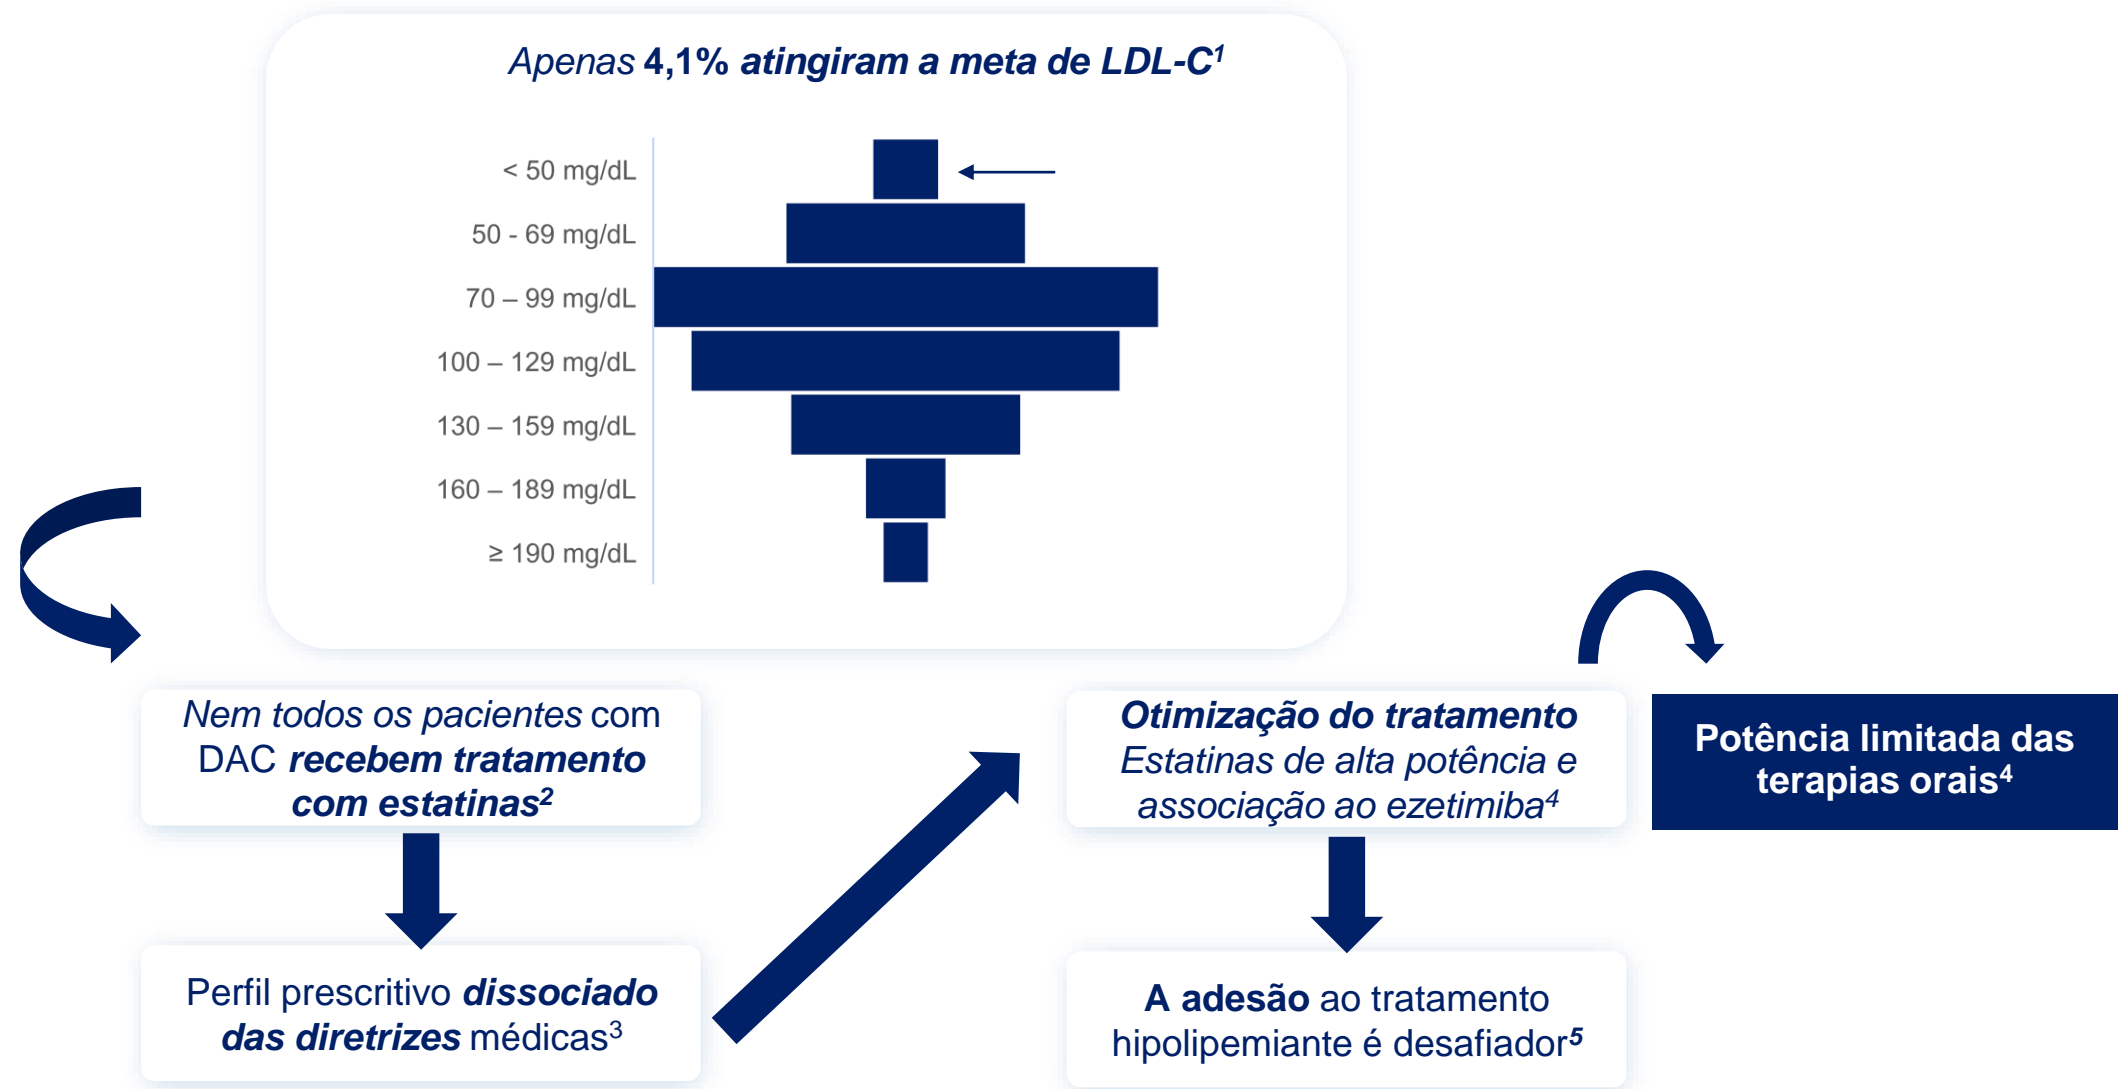 Apenas 4,1% atingiram a meta de LDL-C¹
< 50 mg/dL
50 - 69 mg/dL
70 – 99 mg/dL
100 – 129 mg/dL
130 – 159 mg/dL
160 – 189 mg/dL
≥ 190 mg/dL
Nem todos os pacientes com
DAC recebem tratamento
com estatinas²
Perfil prescritivo dissociado
das diretrizes médicas³
Otimização do tratamento
Estatinas de alta potência e
associação ao ezetimiba⁴
A adesão ao tratamento
hipolipemiante é desafiador⁵
Potência limitada das
terapias orais⁴